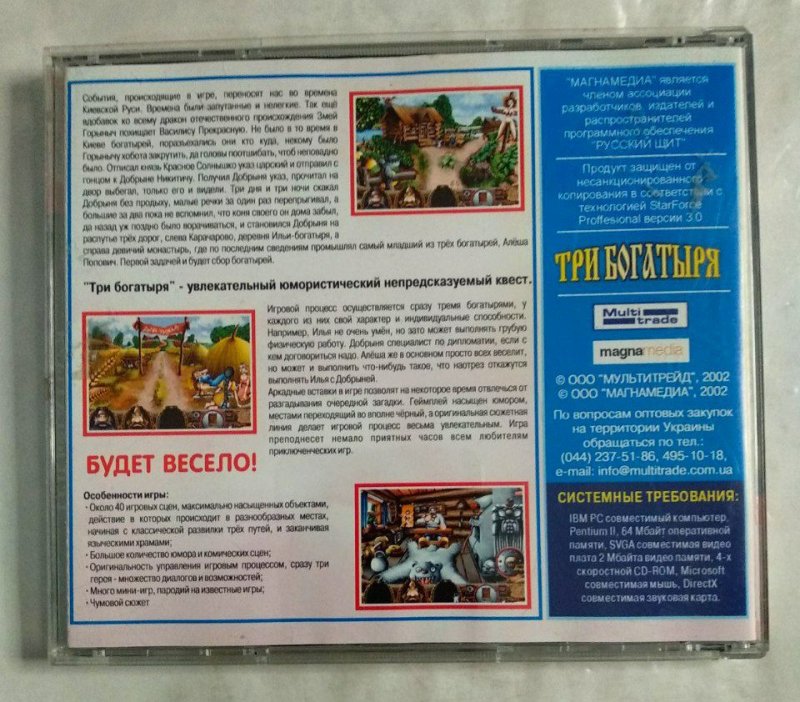 События, происходящие в игре, переносят нас во времена
Киевской Руси. Времена были запутанные и нелегкие. Так ещё
вдобавок ко всему дракон отечественного происхождения Змей
Горыныч похищает Василису Прекрасную. Не было в то время в
Киеве богатырей, поразъехались они кто куда, некому было
Горынычу хобота закрутить, да головы поотшибать, чтоб неповадно
было. Отписал князь Красное Солнышко указ царский и отправил с
гонцом к Добрыне Никитичу. Получил Добрыня указ, прочитал на
двор выбегал, только его и видели. Три дня и три ночи скакал
Добрыня без продыху, малые речки за один раз перепрыгивал, а
большие за два пока не вспомнил, что коня своего он дома забыл,
да назад уж поздно было ворачиваться, и становился Добрыня на
распутье трёх дорог, слева Карачарово, деревня Ильи-богатыря, а
справа девичий монастырь, где по последним сведениям промышлял самый младший из трёх богатырей, Алёша
Попович. Первой задачей и будет сбор богатырей.
"Три богатыря" - увлекательный юмористический непредсказуемый квест.
Игровой процесс осуществляется сразу тремя богатырями, у
каждого из них свой характер и индивидуальные способности.
Например, Илья не очень умён, но зато может выполнять грубую
физическую работу. Добрыня специалист по дипломатии, если с
кем договориться надо. Алёша же в основном просто всех веселит,
но может и выполнить что-нибудь такое, что наотрез откажутся
выполнять Илья с Добрыней.
Аркадные вставки в игре позволят на некоторое время отвлечься от
разгадывания очередной загадки. Геймплей насыщен юмором,
местами переходящий во вполне чёрный, а оригинальная сюжетная
линия делает игровой процесс весьма увлекательным. Игра
преподнесет немало приятных часов всем любителям
приключенческих игр.
БУДЕТ ВЕСЕЛО!
Особенности игры:
· Около 40 игровых сцен, максимально насыщенных объектами,
действие в которых происходит в разнообразных местах,
начиная с классической развилки трёх путей, и заканчивая
языческими храмами;
· Большое количество юмора и комических сцен;
· Оригинальность управления игровым процессом, сразу три
героя - множество диалогов и возможностей;
· Много мини-игр, пародий на известные игры;
· Чумовой сюжет
"МАГНАМЕДИА" является
членом ассоциации
разработчиков, издателей и
распространителей
программного обеспечения
"РУССКИЙ ЩИТ"
Продукт защищен от
несанкционированного
копирования в соответствии с
технологией StarForce
Proffesional версии 3.0
ТРИ БОГАТЫРЯ
Multi
trade
magnamedia
© ООО "МУЛЬТИТРЕЙД", 2002
© ООО "МАГНАМЕДИА", 2002
По вопросам оптовых закупок
на территории Украины
обращаться по тел.:
(044) 237-51-86, 495-10-18,
e-mail: info@multitrade.com.ua
СИСТЕМНЫЕ ТРЕБОВАНИЯ:
IBM PC совместимый компьютер,
Pentium II, 64 Мбайт оперативной
памяти, SVGA совместимая видео
плата 2 Мбайта видео памяти, 4-х
скоростной CD-ROM, Microsoft
совместимая мышь, DirectX
совместимая звуковая карта.